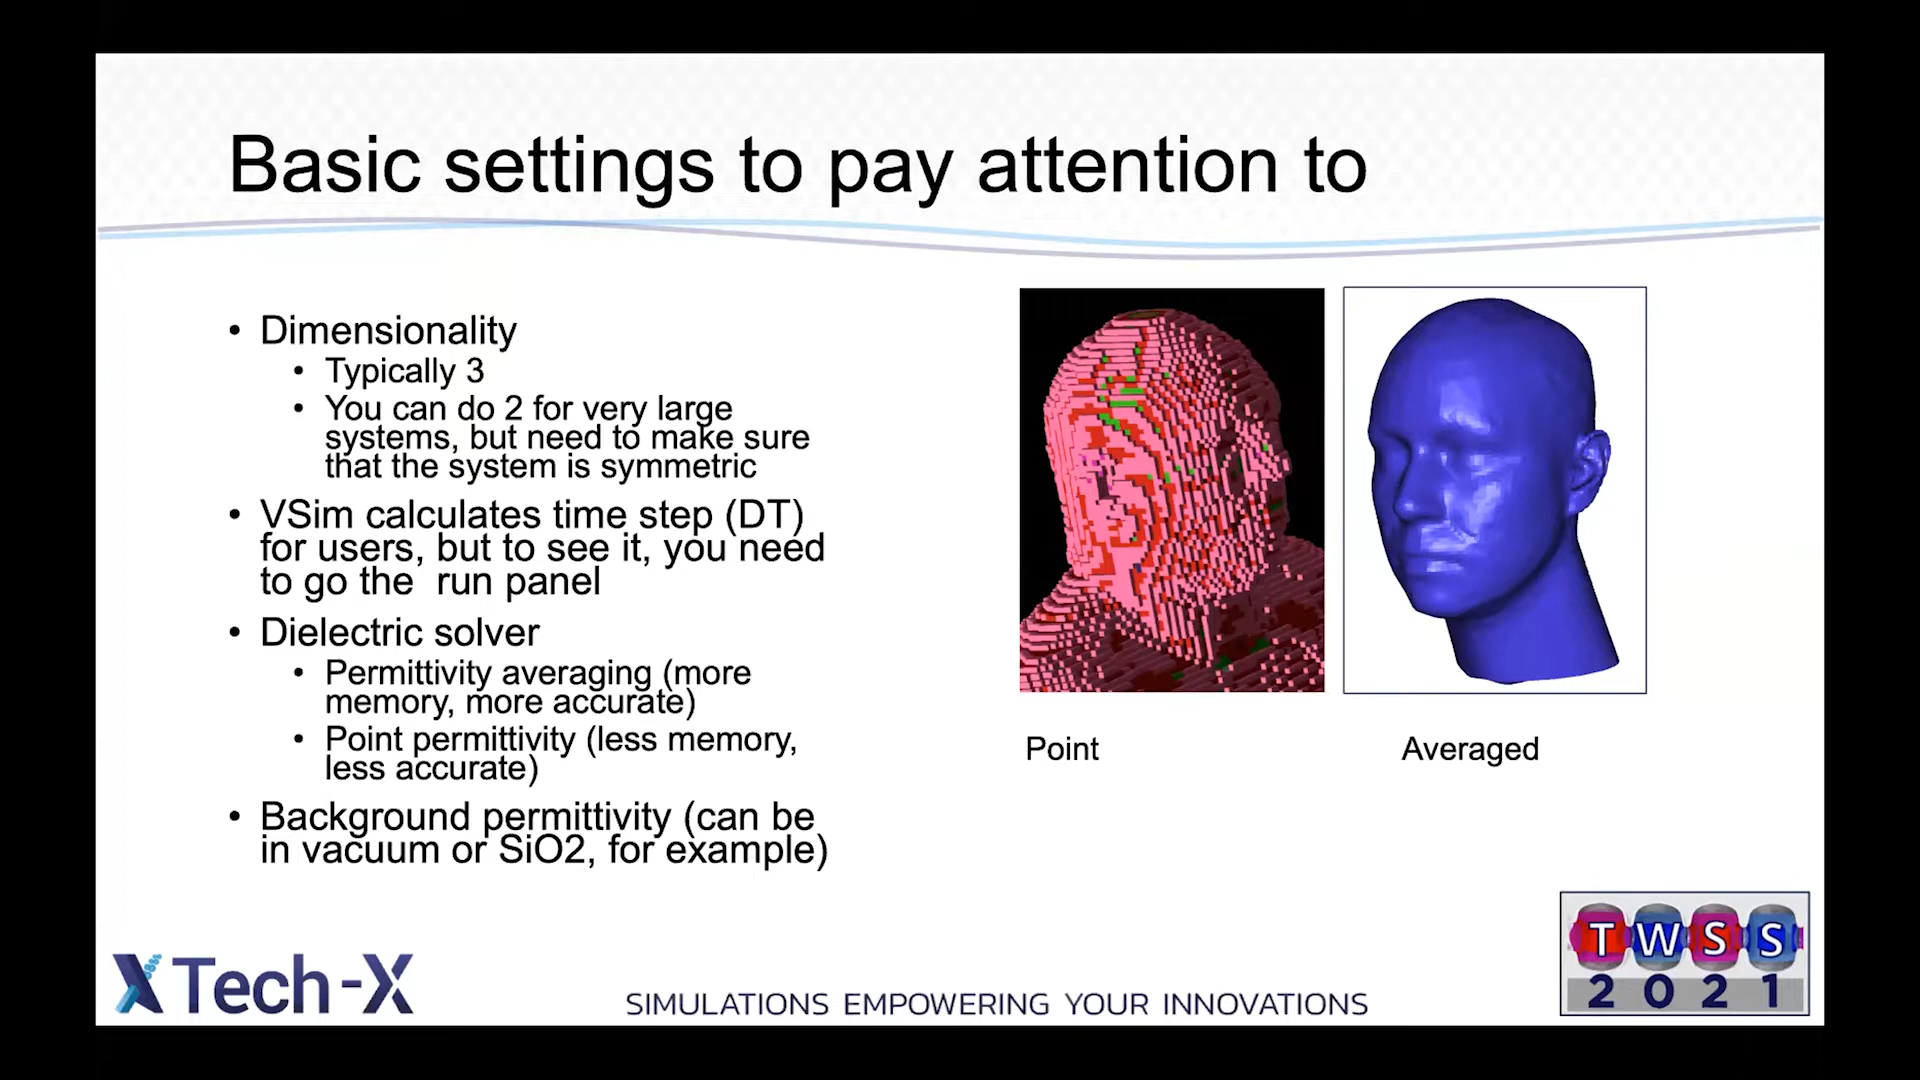 Basic settings to pay attention to
• Dimensionality
• Typically 3
• You can do 2 for very large
systems, but need to make sure
that the system is symmetric
• VSim calculates time step (DT)
for users, but to see it, you need
to go the  run panel
• Dielectric solver
• Permittivity averaging (more
memory, more accurate)
• Point permittivity (less memory,
less accurate)
• Background permittivity (can be
in vacuum or SiO2, for example)
Point
Averaged
Tech-X
SIMULATIONS EMPOWERING YOUR INNOVATIONS
TWSS
2021